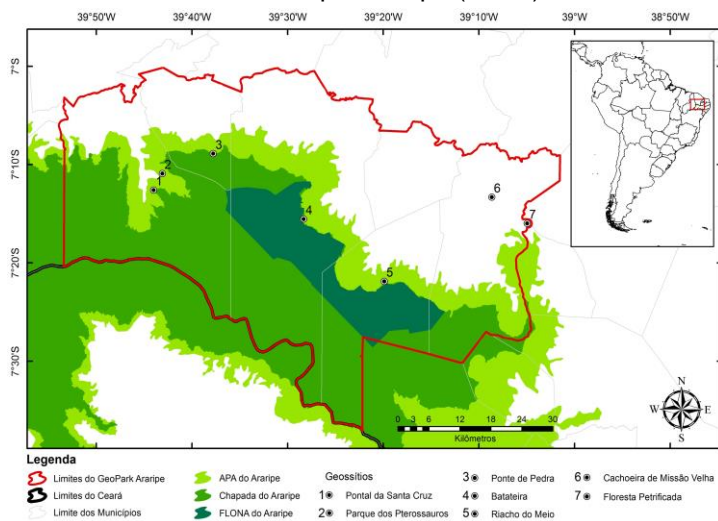 39°50'W 39°40'W 39°30'W 39°20'W 39°10'W 39°W 38°50'W
7°S
7°10'S
7°20'S
7°30'S
3
2
1
4
5
6
7
N
W E
S
0 3 6 12 18 24 30
Kilômetros
Legenda
Limites do GeoPark Araripe
Limites do Ceará
Limite dos Municípios
APA do Araripe
Chapada do Araripe
FLONA do Araripe
Geossítios
1 Pontal da Santa Cruz
2 Parque dos Pterossauros
3 Ponte de Pedra
4 Batateira
5 Riacho do Meio
6 Cachoeira de Missão Velha
7 Floresta Petrificada